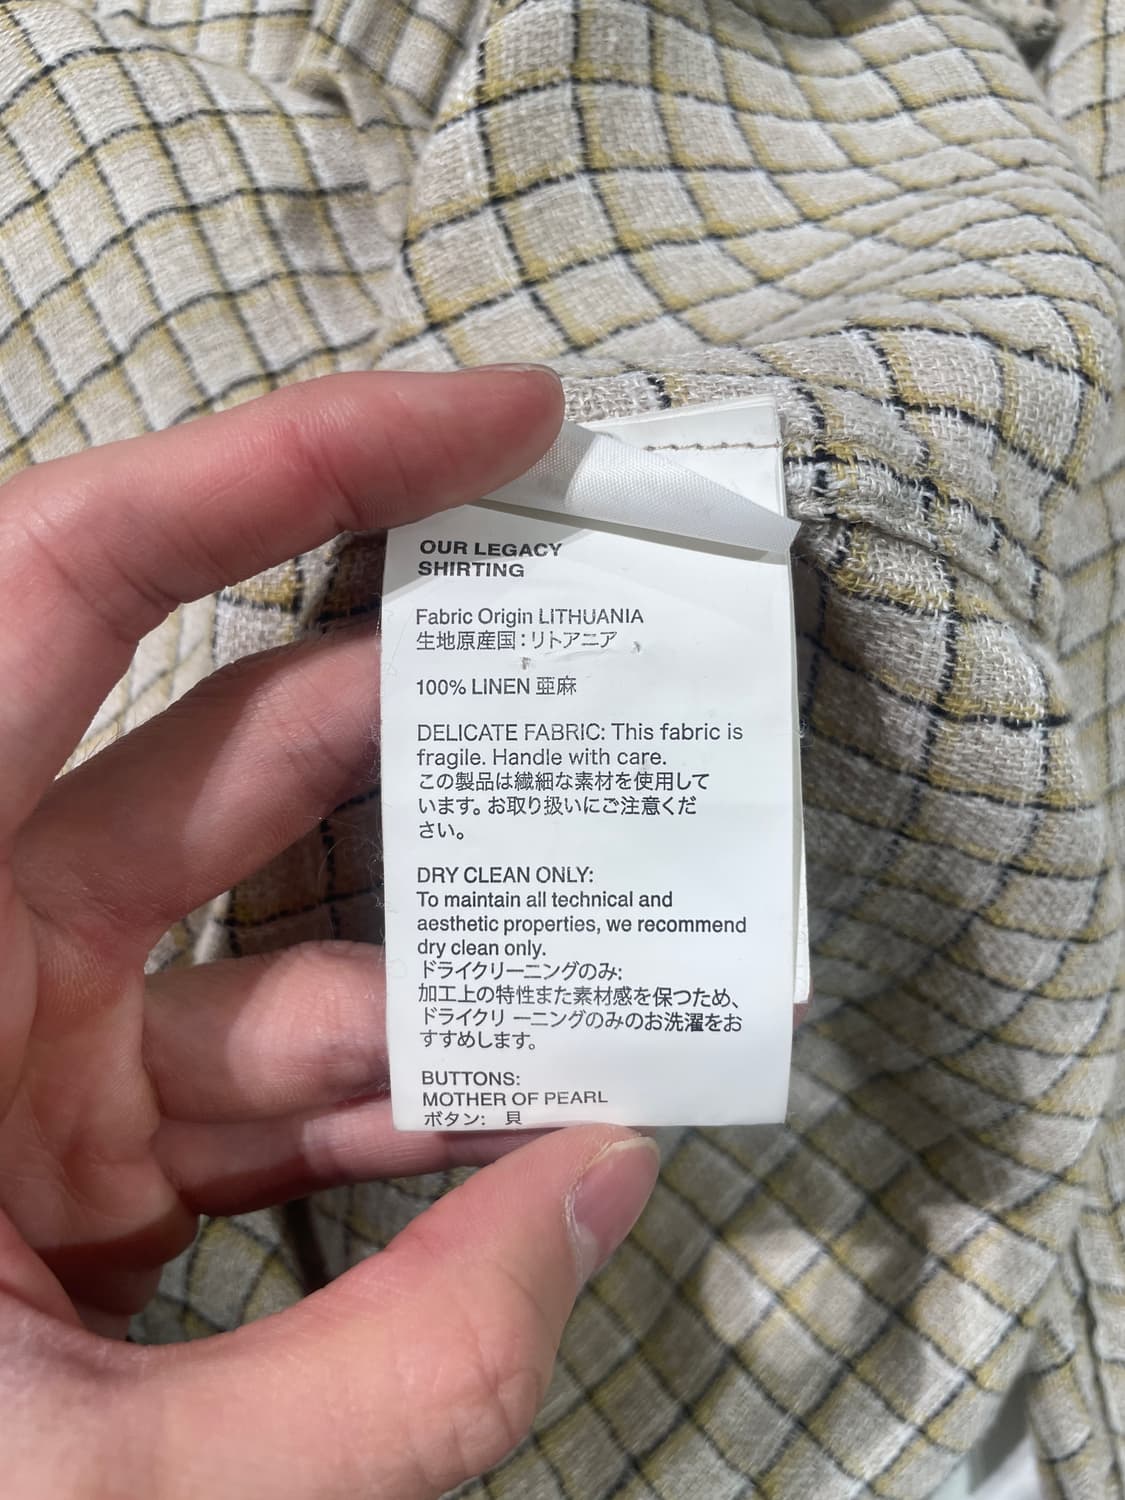 OUR LEGACY
SHIRTING
Fabric Origin LITHUANIA
生地原産国：リトアニア
100% LINEN 亜麻
DELICATE FABRIC: This fabric is
fragile. Handle with care.
この製品は繊細な素材を使用して
います。お取り扱いにご注意くだ
さい。
DRY CLEAN ONLY:
To maintain all technical and
aesthetic properties, we recommend
dry clean only.
ドライクリーニングのみ:
加工上の特性また素材感を保つため、
ドライクリ ーニングのみのお洗濯をお
すすめします。
BUTTONS:
MOTHER OF PEARL
ボタン: 貝